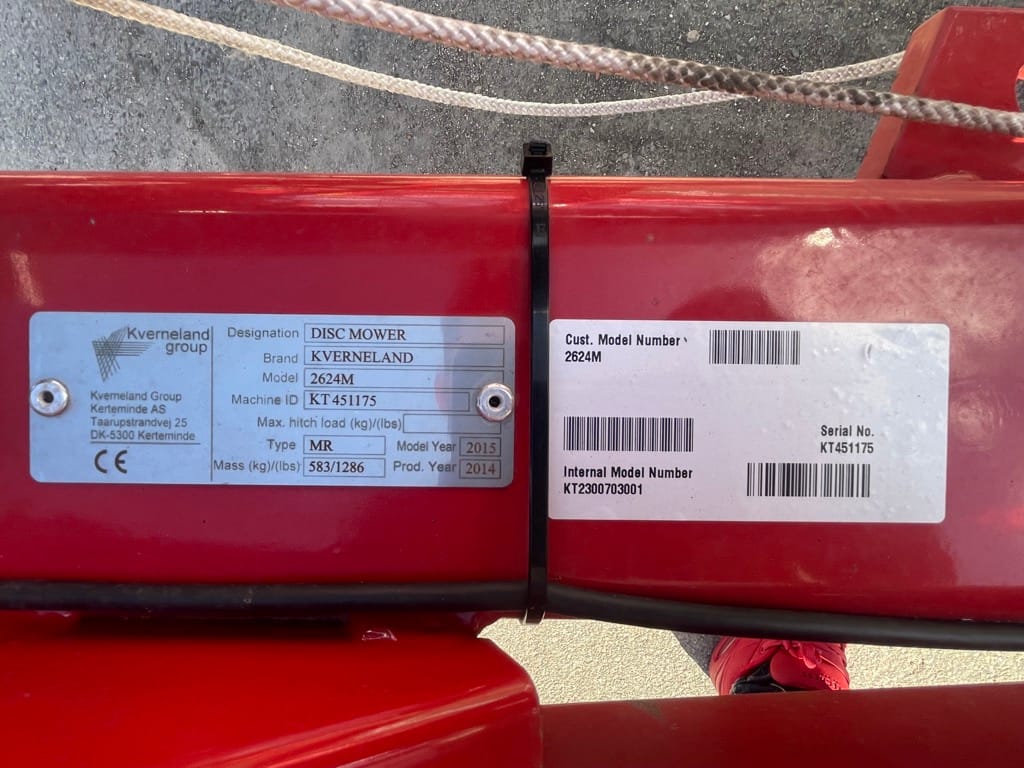 Kverneland
group
Kverneland Group
Kerteminde AS
Taarupstrandvej 25
DK-5300 Kerteminde
CE
Designation DISC MOWER
Brand KVERNELAND
Model 2624M
Machine ID KT451175
Max. hitch load (kg)/(lbs)
Type MR Model Year 2015
Mass (kg)/(lbs) 583/1286 Prod. Year 2014
Cust. Model Number
2624M
Serial No.
KT451175
Internal Model Number
KT2300703001